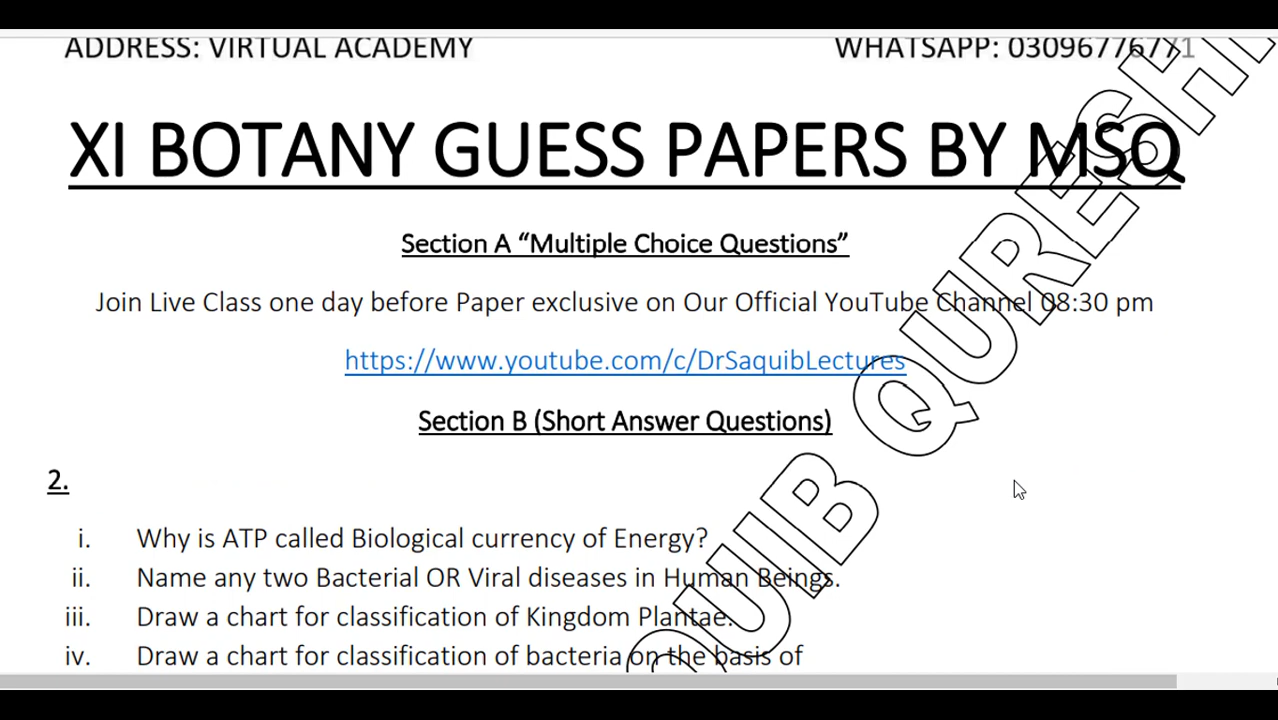 ADDRESS: VIRTUAL ACADEMY WHATSAPP: 03096776771
XI BOTANY GUESS PAPERS BY MSQ
Section A “Multiple Choice Questions”
Join Live Class one day before Paper exclusive on Our Official YouTube Channel 08:30 pm
https://www.youtube.com/c/DrSaquibLectures
Section B (Short Answer Questions)
2.
i. Why is ATP called Biological currency of Energy?
ii. Name any two Bacterial OR Viral diseases in Human Beings.
iii. Draw a chart for classification of Kingdom Plantae.
iv. Draw a chart for classification of bacteria on the basis of
QUIB QURESHI